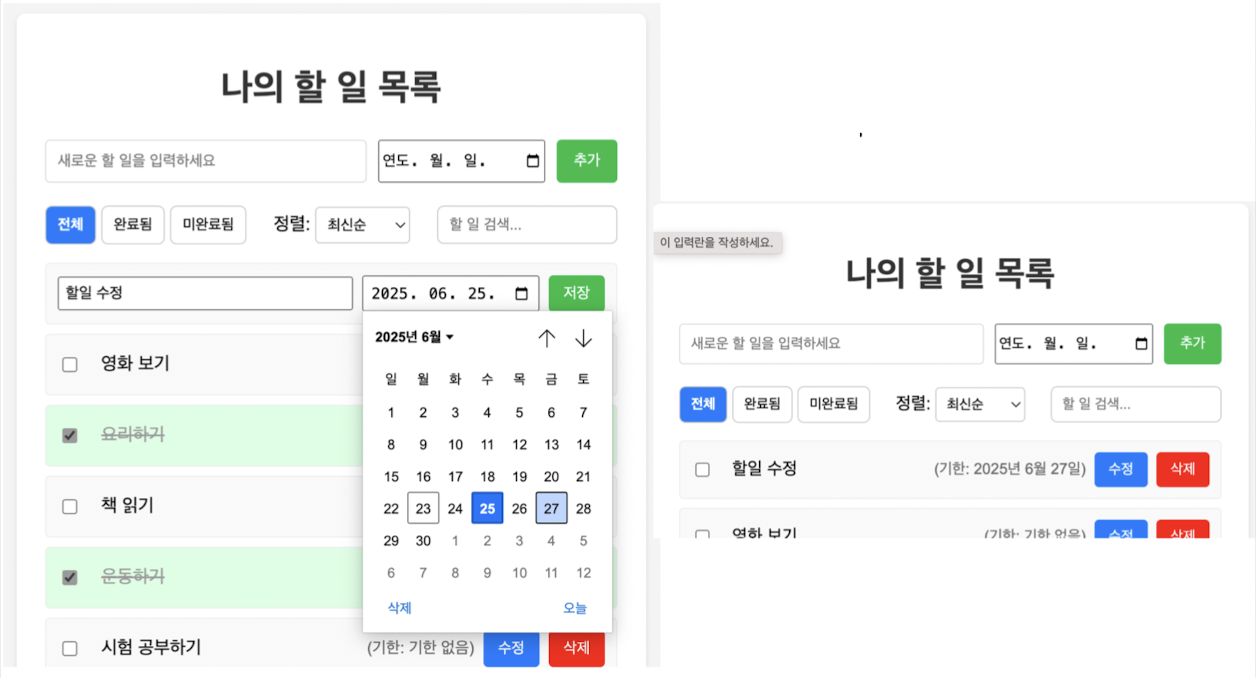 나의 할 일 목록
새로운 할 일을 입력하세요 연도. 월. 일. 추가
전체 완료됨 미완료됨 정렬: 최신순 할 일 검색...
할일 수정 2025. 06. 25. 저장
2025년 6월
일 월 화 수 목 금 토
1 2 3 4 5 6 7
8 9 10 11 12 13 14
15 16 17 18 19 20 21
22 23 24 25 26 27 28
29 30 1 2 3 4 5
6 7 8 9 10 11 12
삭제 오늘
영화 보기
요리하기
책 읽기
운동하기
시험 공부하기 (기한: 기한 없음) 수정 삭제
이 입력란을 작성하세요.
나의 할 일 목록
새로운 할 일을 입력하세요 연도. 월. 일. 추가
전체 완료됨 미완료됨 정렬: 최신순 할 일 검색...
할일 수정 (기한: 2025년 6월 27일) 수정 삭제
영화 보기 (기한: 기한 없음) 수정 삭제